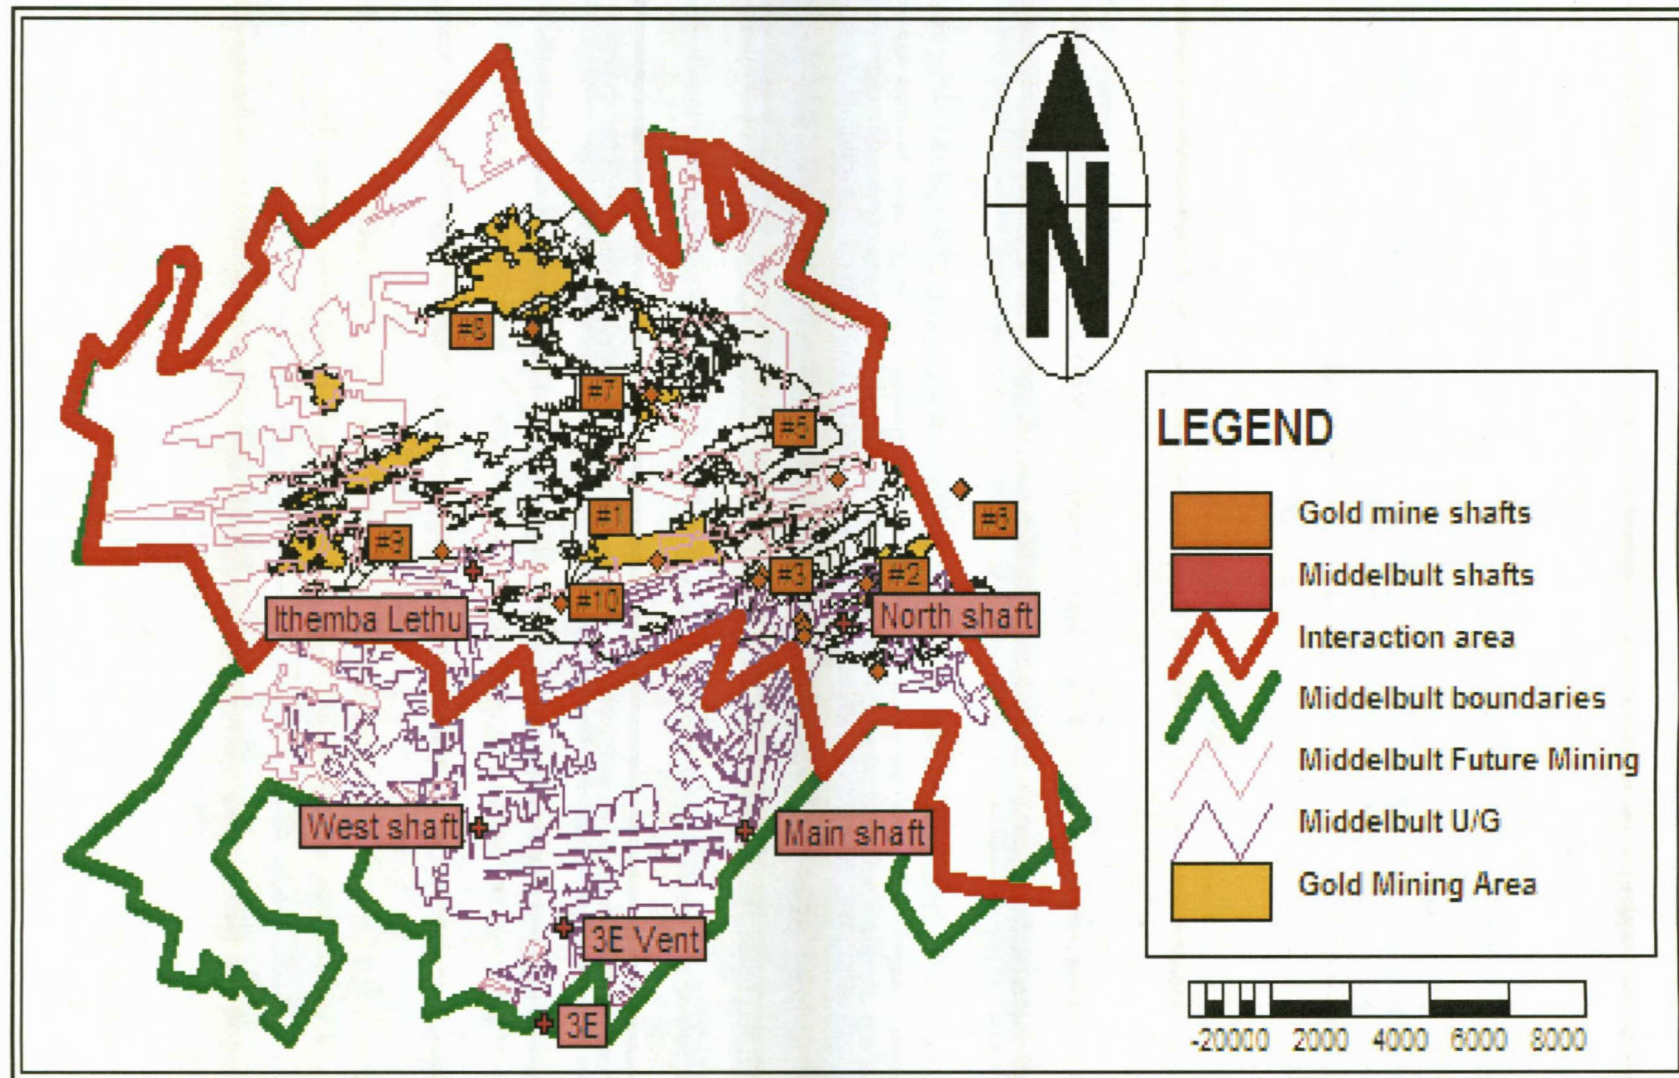 N
#8
#7
#5
#1
#6
#9
#3
#2
#10
Ithemba Lethu
North shaft
West shaft
Main shaft
3E Vent
3E
LEGEND
Gold mine shafts
Middelbult shafts
Interaction area
Middelbult boundaries
Middelbult Future Mining
Middelbult U/G
Gold Mining Area
-200000 2000 4000 6000 8000